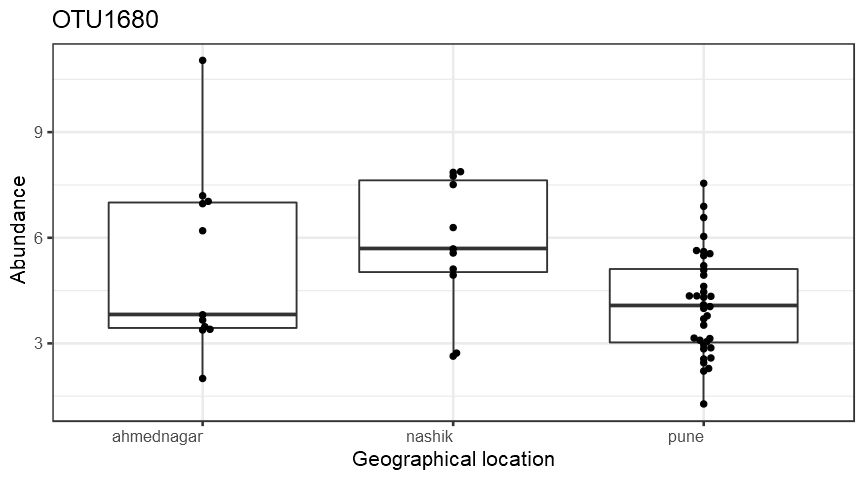 OTU1680
Abundance
9
6
3
ahmednagar
nashik
pune
Geographical location